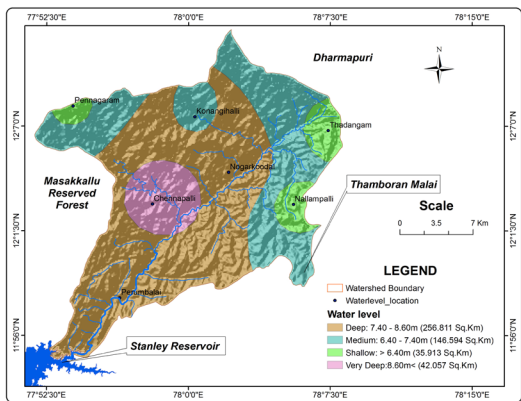 77°52'30"E 78°0'0"E 78°7'30"E 78°15'0"E
Dharmapuri
N
Pennagaram
Konangihalli
Thadangam
12°7'0"N 12°7'0"N
Masakkallu
Reserved
Forest
Nogarkoodal
Thamboran Malai
Chennapalli
Nallampalli
Scale
0 3.5 7 Km
12°1'30"N 12°1'30"N
LEGEND
Watershed Boundary
Waterlevel_location
Water level
Deep: 7.40 - 8.60m (256.811 Sq.Km)
Medium: 6.40 - 7.40m (146.594 Sq.Km)
Shallow: > 6.40m (35.913 Sq.Km)
Very Deep:8.60m< (42.057 Sq.Km)
Perumbalai
Stanley Reservoir
11°56'0"N 11°56'0"N
77°52'30"E 78°0'0"E 78°7'30"E 78°15'0"E